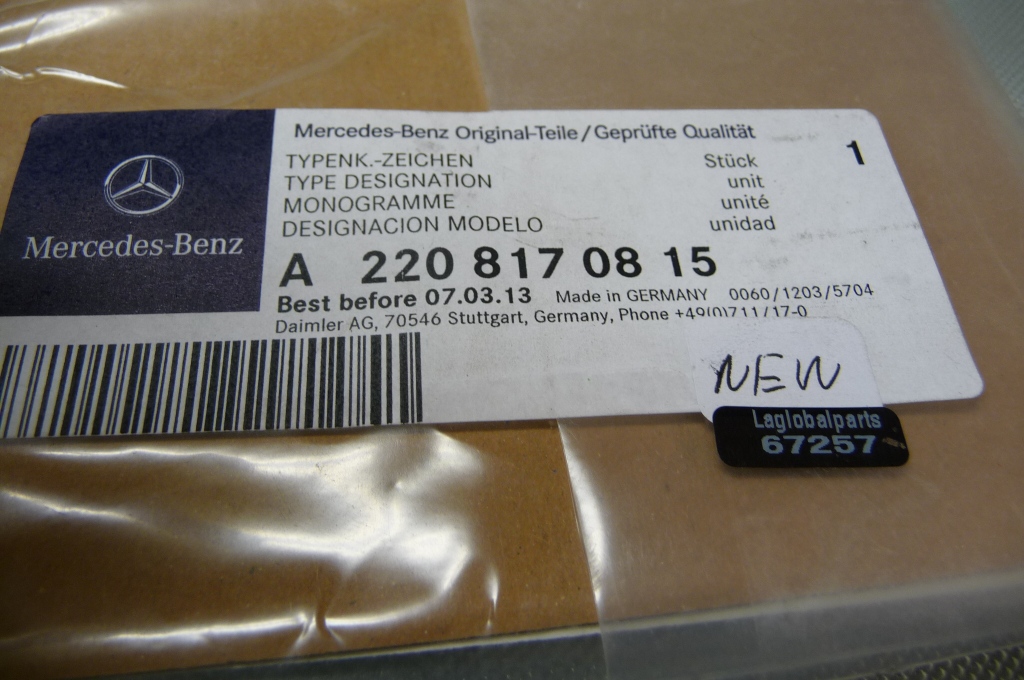 Mercedes-Benz
Mercedes-Benz Original-Teile/Geprüfte Qualität
TYPENK.-ZEICHEN Stück 1
TYPE DESIGNATION unit
MONOGRAMME unité
DESIGNACION MODELO unidad
A 220 817 08 15
Best before 07.03.13 Made in GERMANY 0060/1203/5704
Daimler AG, 70546 Stuttgart, Germany, Phone +49(0)711/17-0
NEW
Laglobalparts
67257